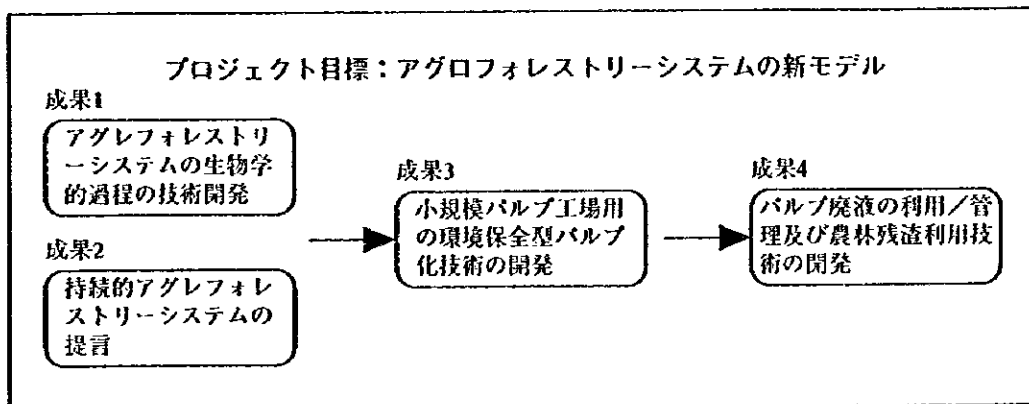 プロジェクト目標：アグロフォレストリーシステムの新モデル
成果1
アグレフォレストリ
ーシステムの生物学
的過程の技術開発
成果2
持続的アグレフォレ
ストリーシステムの
提言
成果3
小規模パルプ工場用
の環境保全型パルプ
化技術の開発
成果4
パルプ廃液の利用／管
理及び農林残渣利用技
術の開発